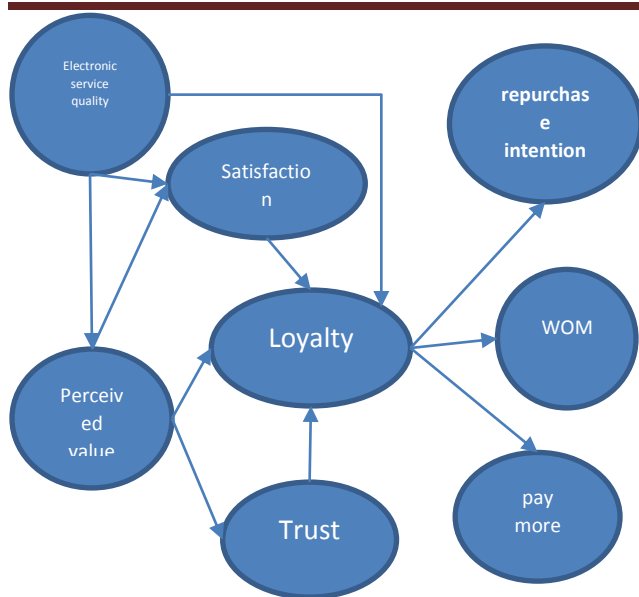 Electronic
service
quality
repurchas
e
intention
Satisfactio
n
Loyalty
WOM
Perceiv
ed
value
Trust
pay
more